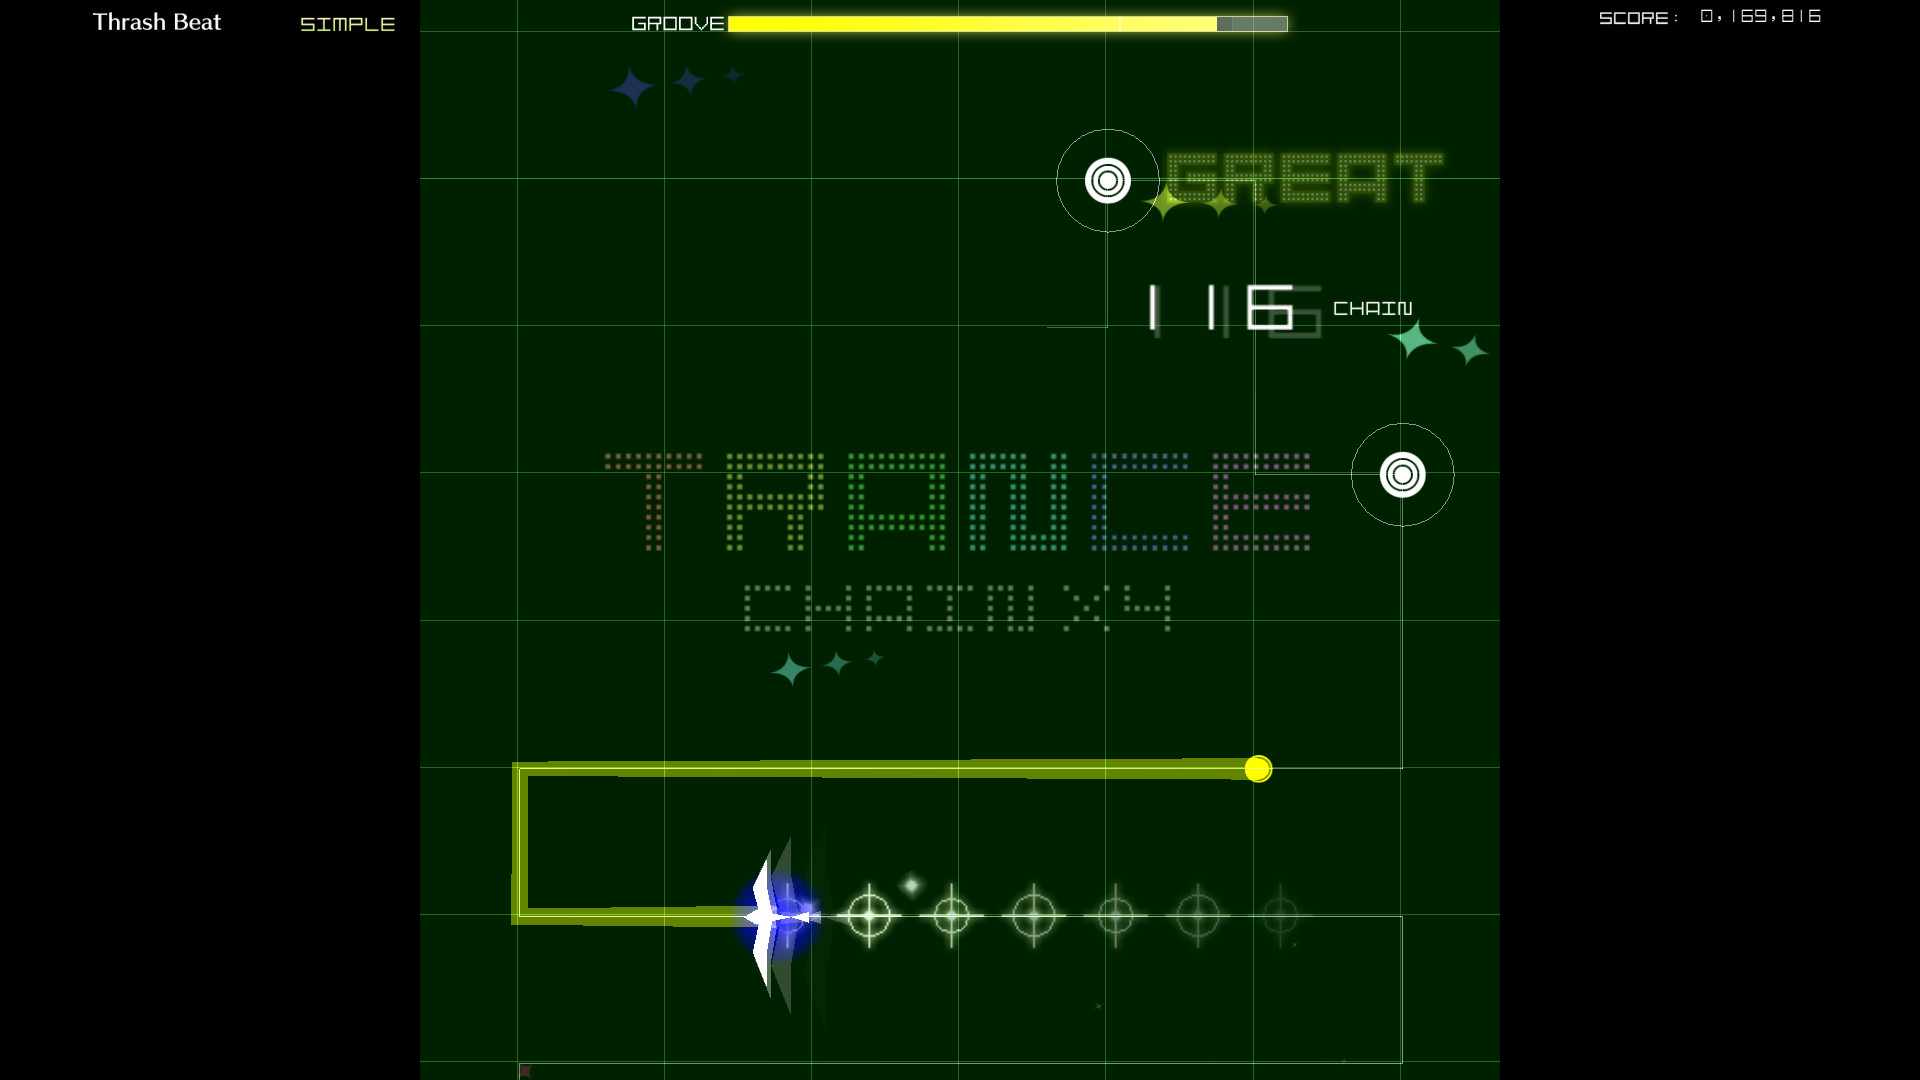 Thrash Beat
SIMPLE
GROOVE
SCORE: 0,169,816
GREAT
116 CHAIN
TRANCE
CHAIN X4